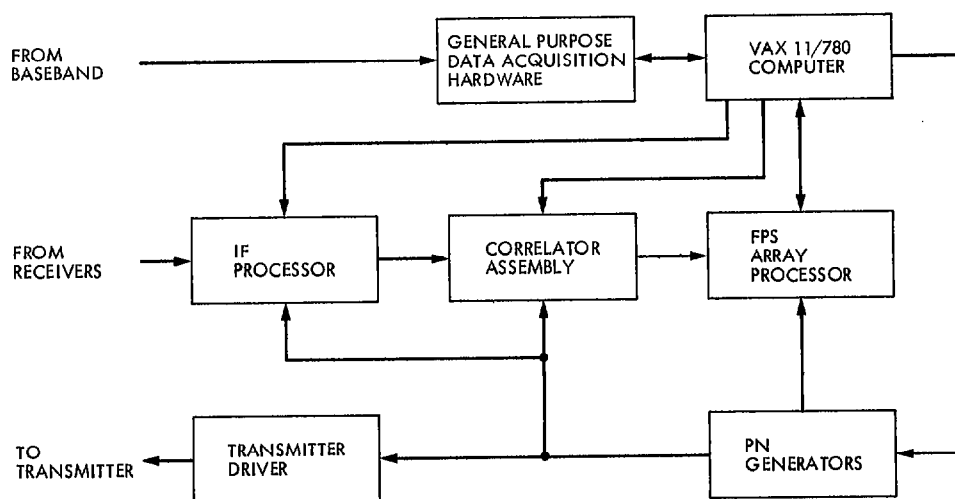 FROM
BASEBAND
GENERAL PURPOSE
DATA ACQUISITION
HARDWARE
VAX 11/780
COMPUTER
FROM
RECEIVERS
IF
PROCESSOR
CORRELATOR
ASSEMBLY
FPS
ARRAY
PROCESSOR
TO
TRANSMITTER
TRANSMITTER
DRIVER
PN
GENERATORS